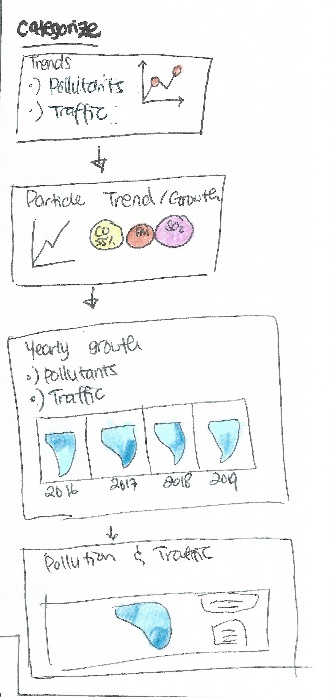 Categorize
Trends
·) Pollutants
·) Traffic
Particle Trend/Growth
CO
55%
PM
SO₂
Yearly growth
·) Pollutants
·) Traffic
2016 2017 2018 2019
Pollution & Traffic